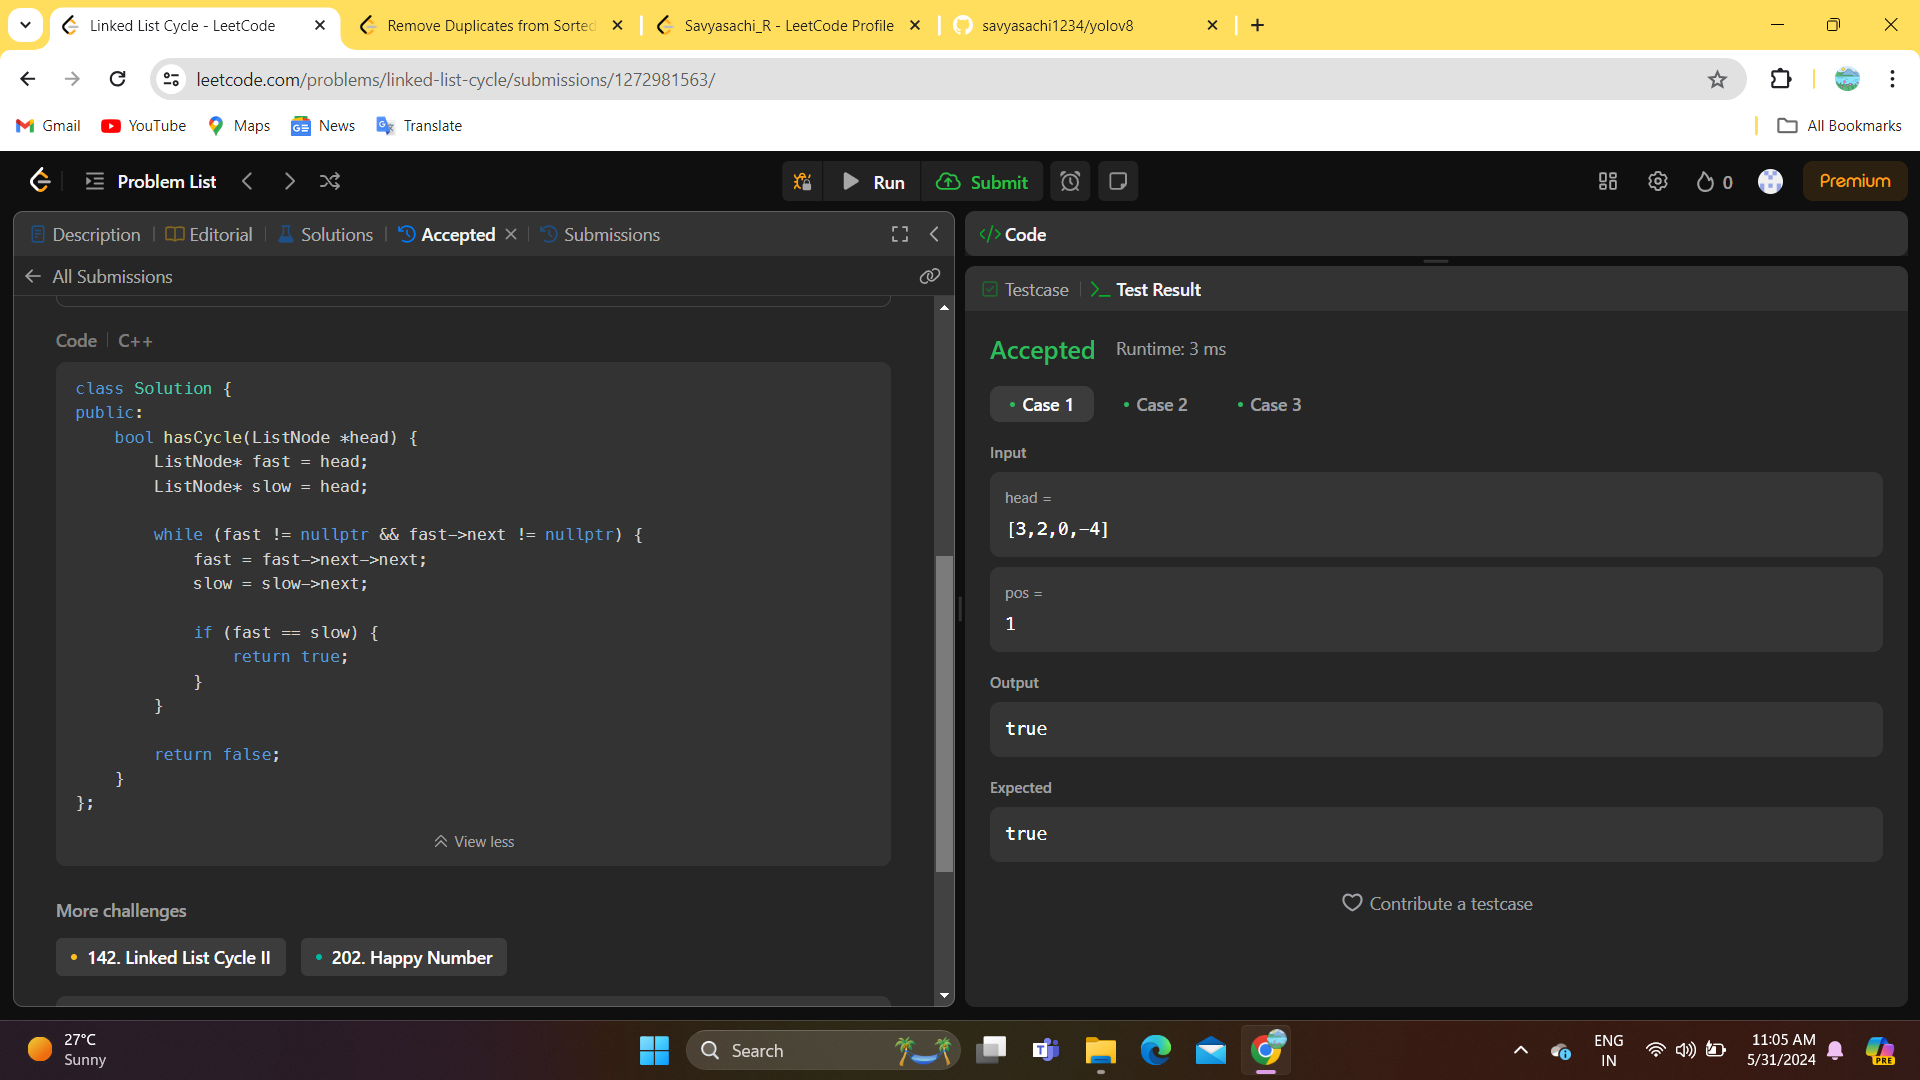 Linked List Cycle - LeetCode
Remove Duplicates from Sorted
Savyasachi_R - LeetCode Profile
savyasachi1234/yolov8
leetcode.com/problems/linked-list-cycle/submissions/1272981563/
Gmail
YouTube
Maps
News
Translate
All Bookmarks
Problem List
Run
Submit
0
Premium
Description
Editorial
Solutions
Accepted
Submissions
All Submissions
Code
C++
class Solution {
public:
    bool hasCycle(ListNode *head) {
        ListNode* fast = head;
        ListNode* slow = head;
        while (fast != nullptr && fast->next != nullptr) {
            fast = fast->next->next;
            slow = slow->next;
            if (fast == slow) {
                return true;
            }
        }
        return false;
    }
};
View less
More challenges
142. Linked List Cycle II
202. Happy Number
</> Code
Testcase
Test Result
Accepted
Runtime: 3 ms
Case 1
Case 2
Case 3
Input
head =
[3,2,0,-4]
pos =
1
Output
true
Expected
true
Contribute a testcase
27°C
Sunny
Search
ENG
IN
11:05 AM
5/31/2024
PRE